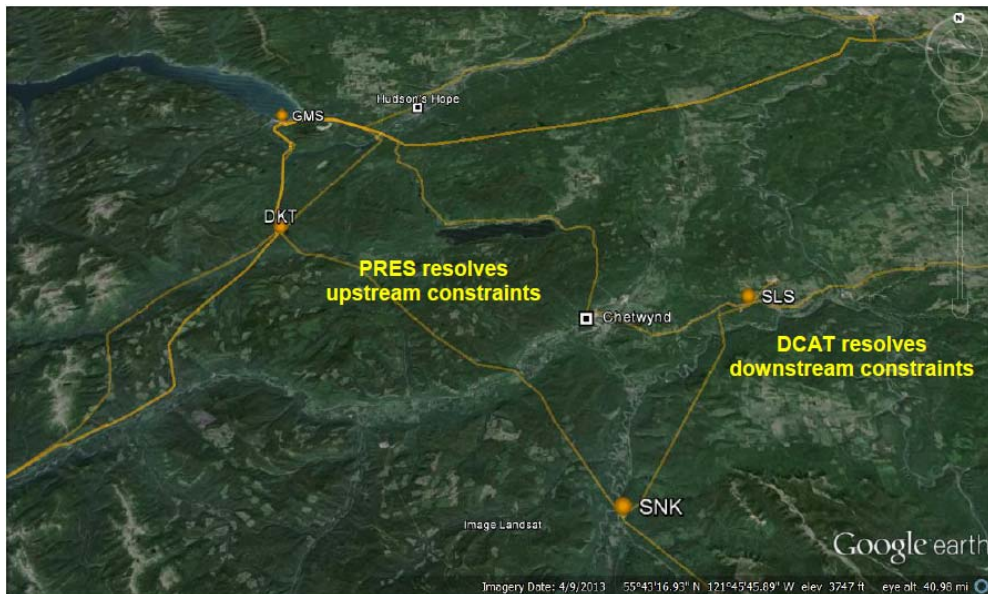 N
Hudson's Hope
GMS
DKT
PRES resolves
upstream constraints
SLS
Chetwynd
DCAT resolves
downstream constraints
SNK
Image Landsat
Google earth
Imagery Date: 4/9/2013 55°43'16.93" N 121°45'45.89" W elev 3747 ft eye alt 40.98 mi